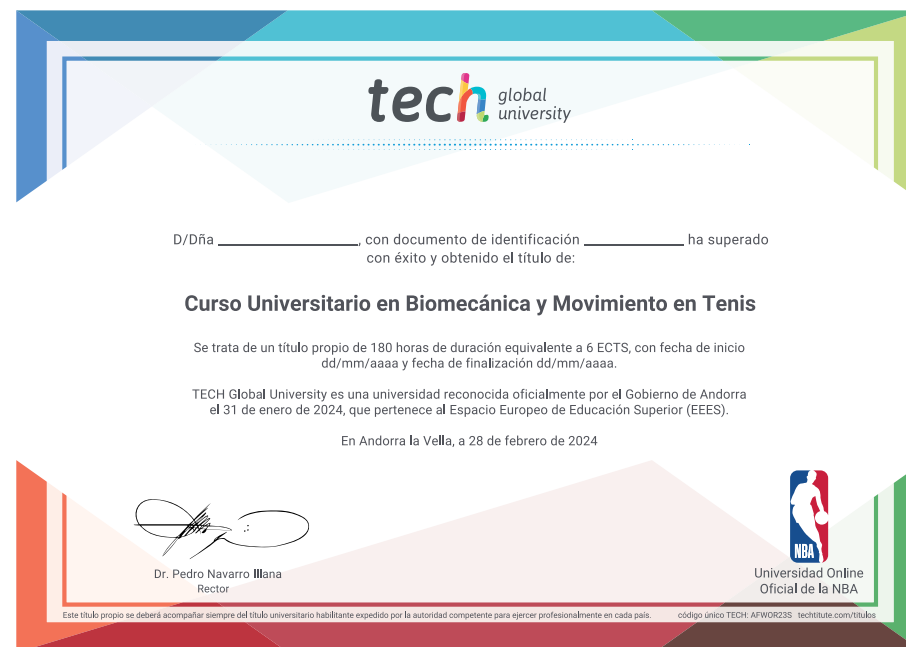 tech global university
D/Dña ____________, con documento de identificación ____________ ha superado
con éxito y obtenido el título de:
Curso Universitario en Biomecánica y Movimiento en Tenis
Se trata de un título propio de 180 horas de duración equivalente a 6 ECTS, con fecha de inicio
dd/mm/aaaa y fecha de finalización dd/mm/aaaa.
TECH Global University es una universidad reconocida oficialmente por el Gobierno de Andorra
el 31 de enero de 2024, que pertenece al Espacio Europeo de Educación Superior (EEES).
En Andorra la Vella, a 28 de febrero de 2024
NBA
Dr. Pedro Navarro Illana
Rector
Universidad Online
Oficial de la NBA
Este título propio se deberá acompañar siempre del título universitario habilitante expedido por la autoridad competente para ejercer profesionalmente en cada país.
código único TECH: AFWOR23S techtitute.com/titulos